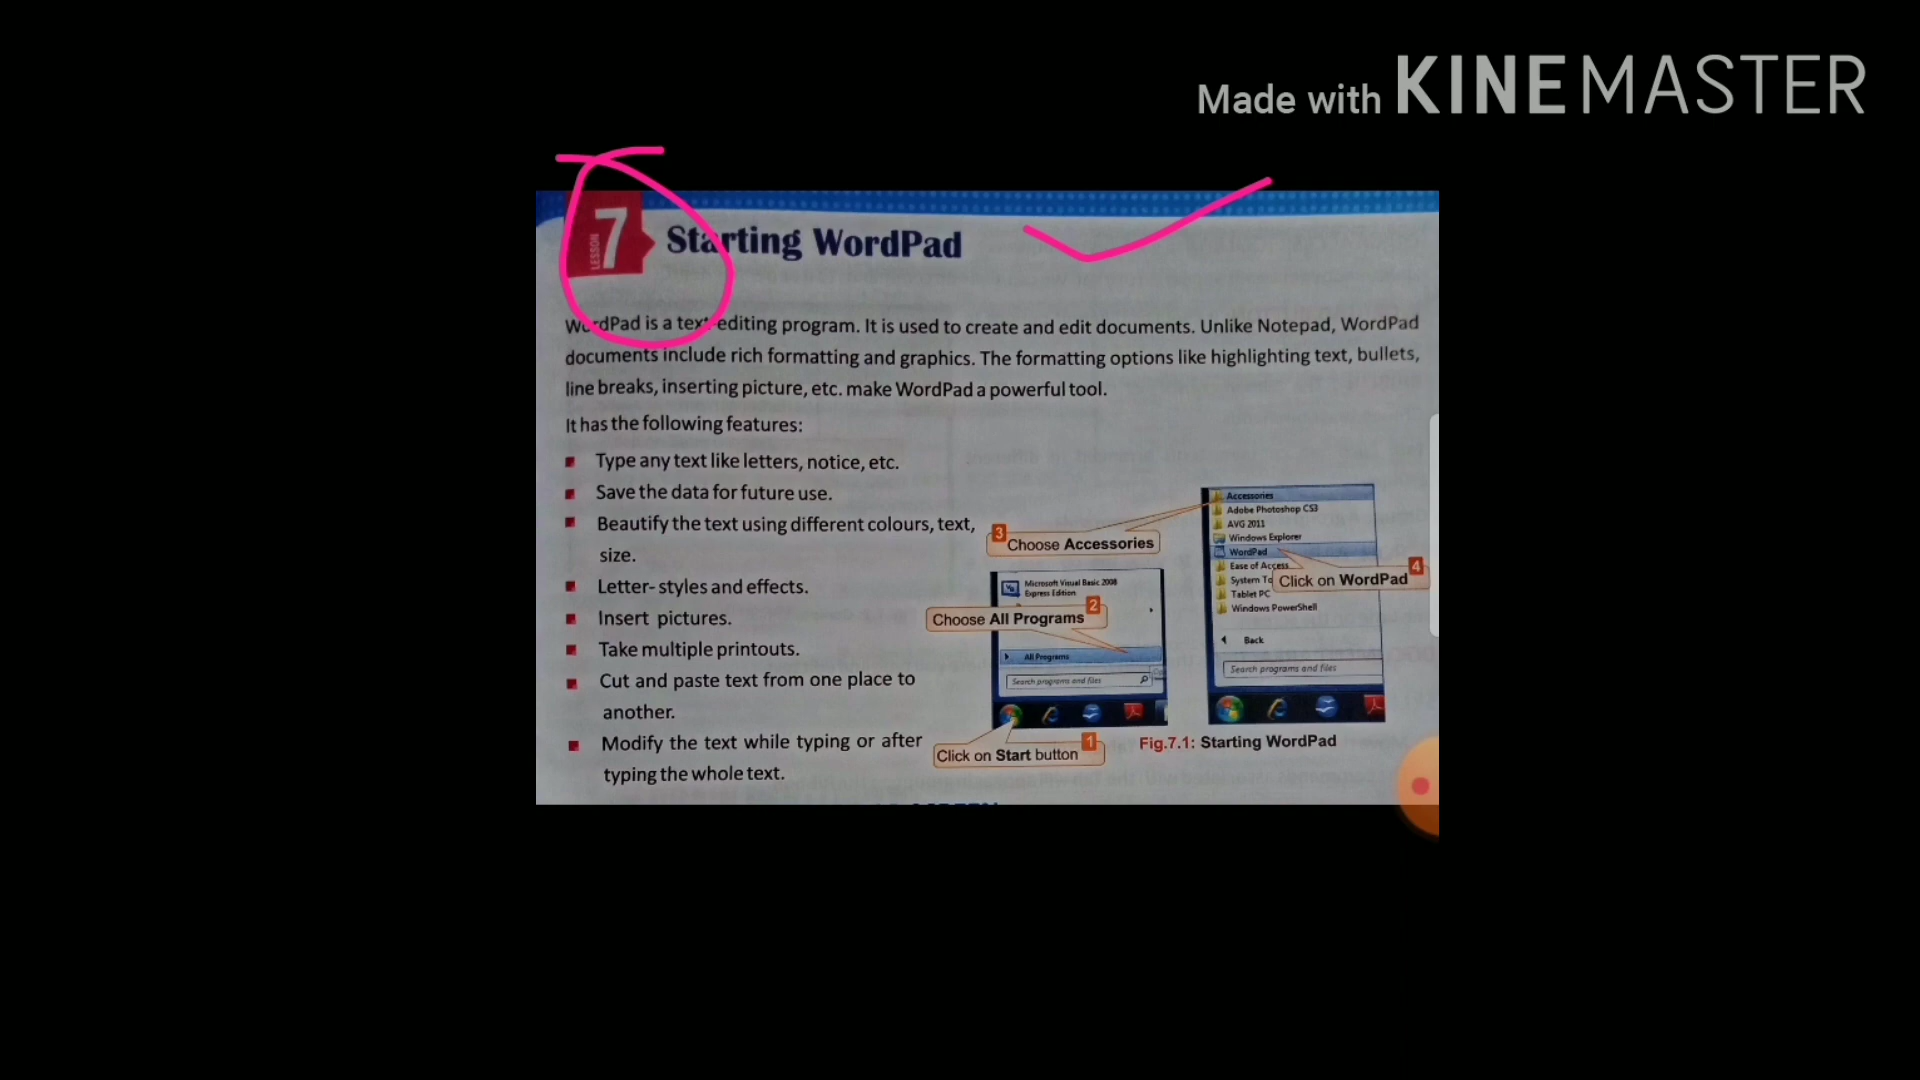 Made with KINEMASTER
LESSON 7
Starting WordPad
WordPad is a text-editing program. It is used to create and edit documents. Unlike Notepad, WordPad
documents include rich formatting and graphics. The formatting options like highlighting text, bullets,
line breaks, inserting picture, etc. make WordPad a powerful tool.
It has the following features:
Type any text like letters, notice, etc.
Save the data for future use.
Beautify the text using different colours, text,
size.
Letter- styles and effects.
Insert pictures.
Take multiple printouts.
Cut and paste text from one place to
another.
Modify the text while typing or after
typing the whole text.
3
Choose Accessories
Microsoft Visual Basic 2008
Express Edition
2
Choose All Programs
All Programs
Search programs and files
Click on Start button
1
Accessories
Adobe Photoshop CS3
AVG 2011
Windows Explorer
WordPad
Ease of Access
System To
Tablet PC
Windows PowerShell
4
Click on WordPad
Back
Search programs and files
Fig.7.1: Starting WordPad